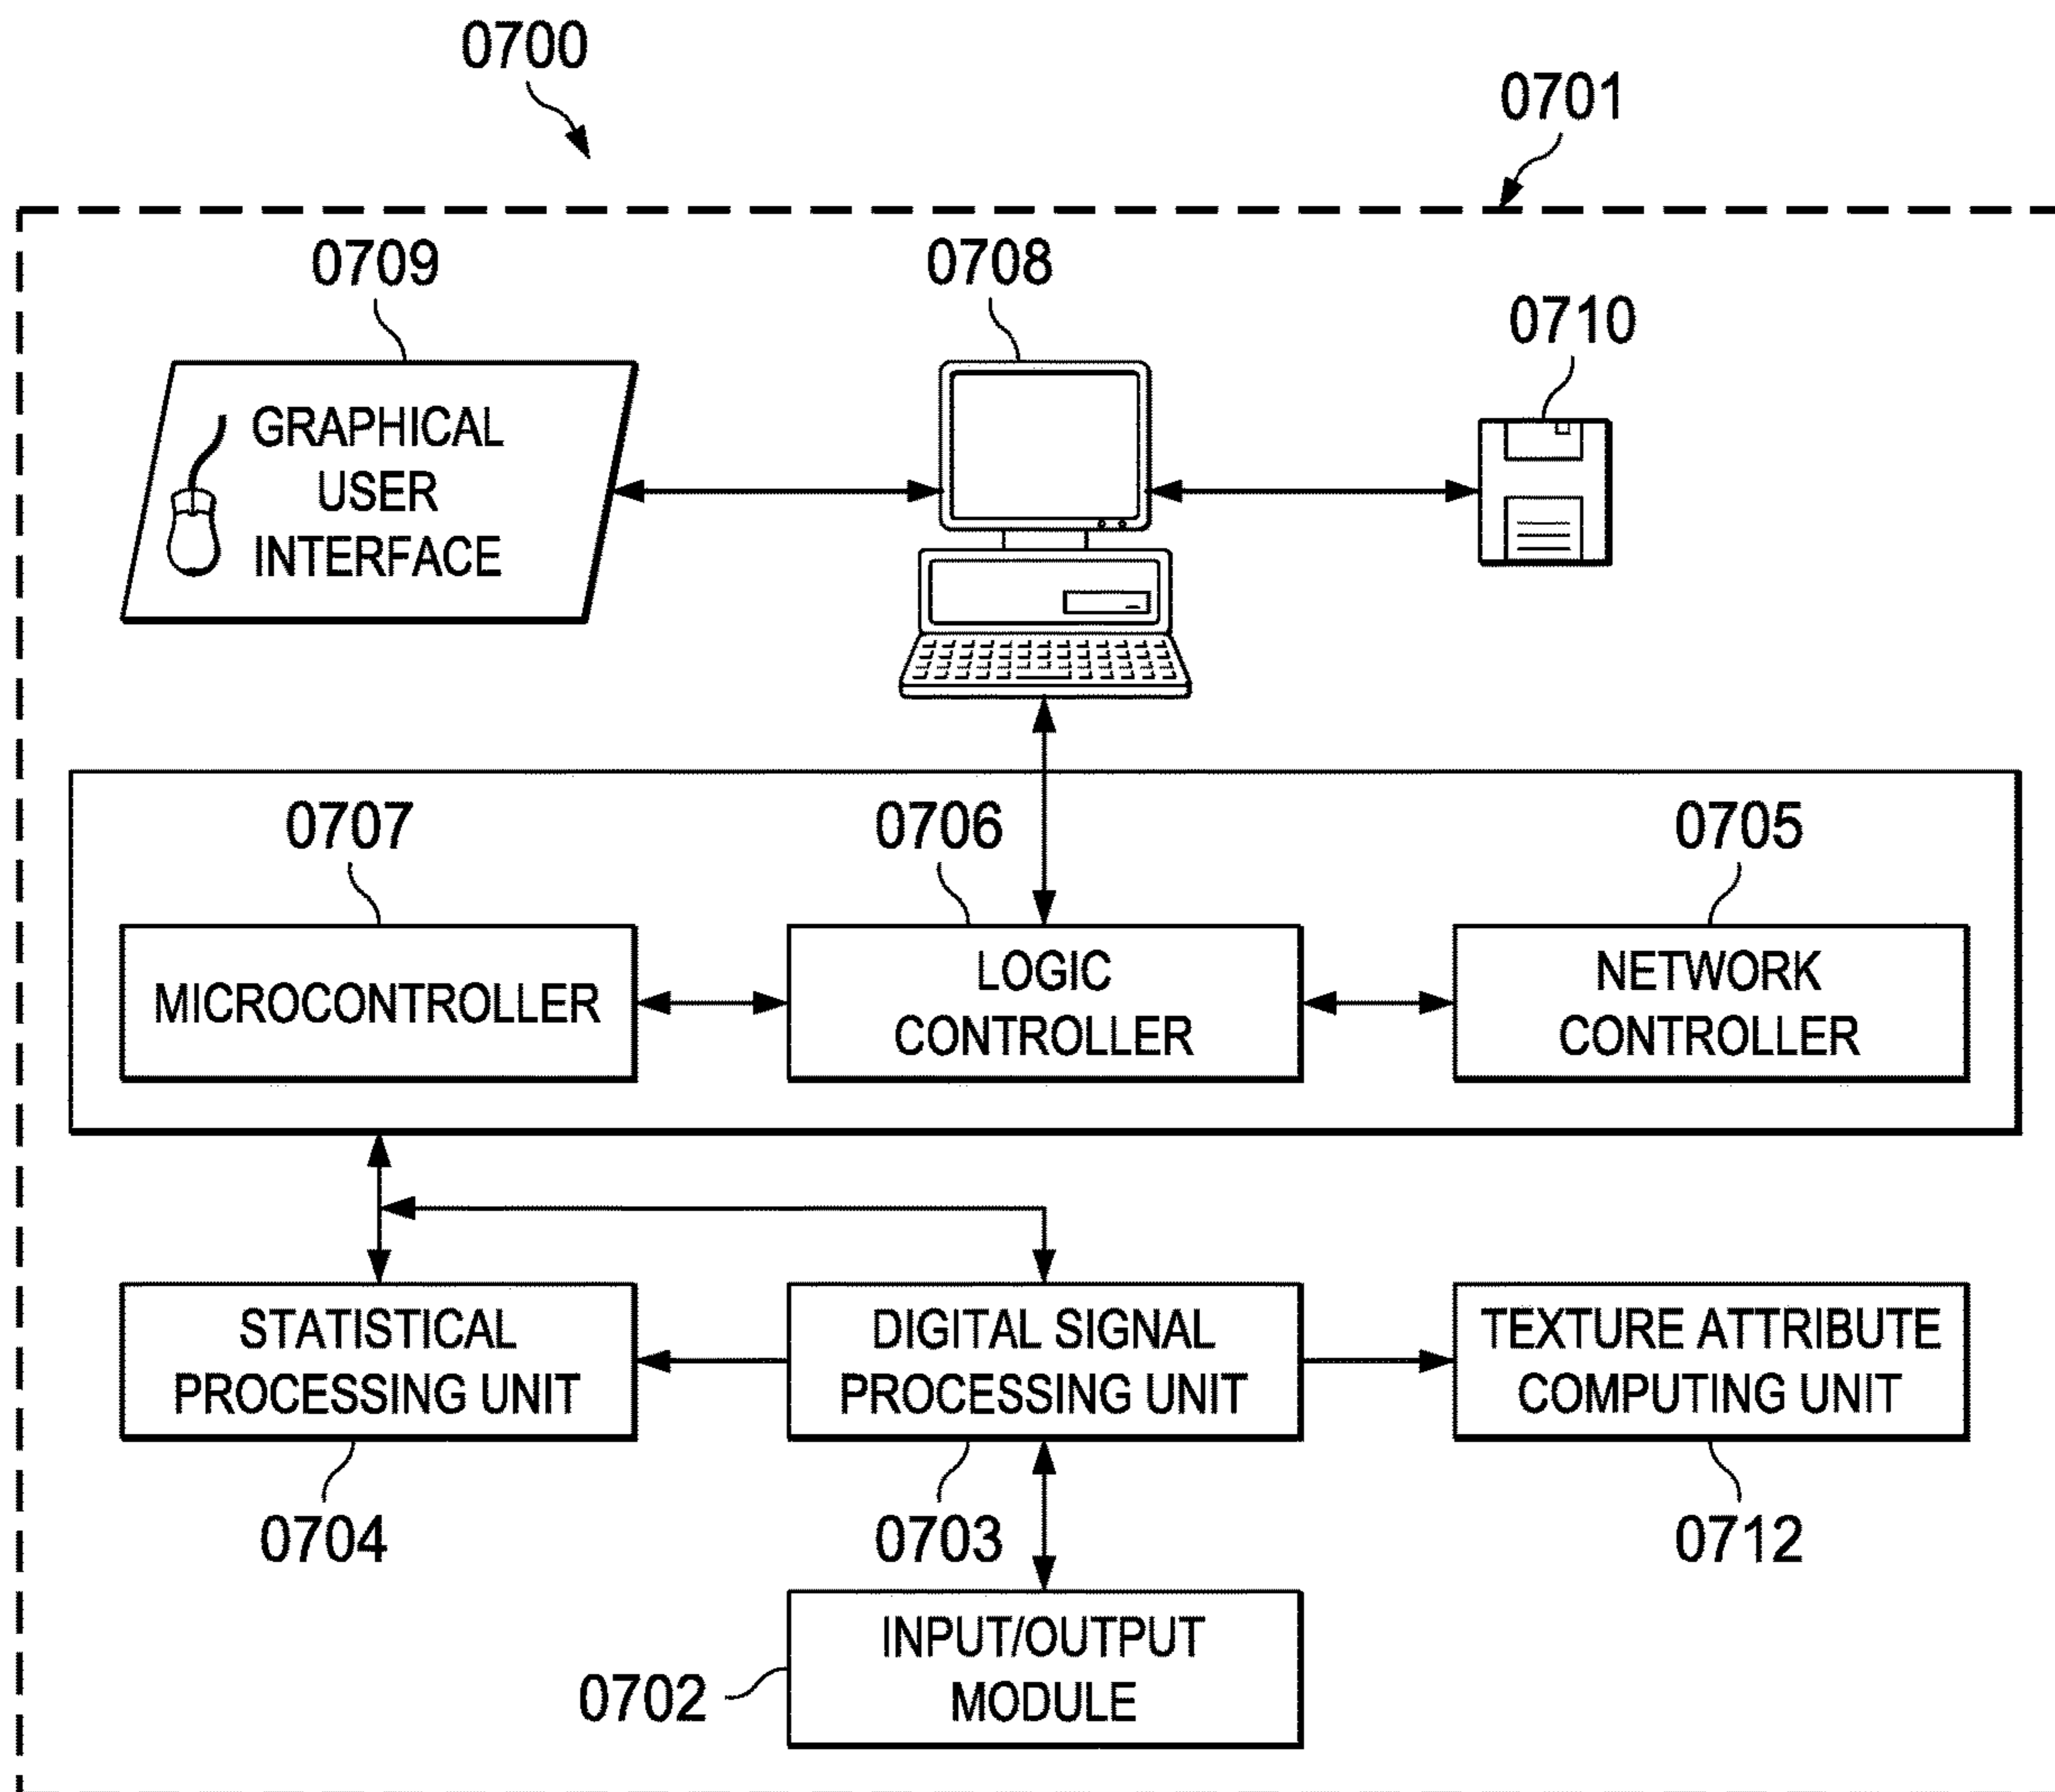 0700
0701
0709
0708
0710
GRAPHICAL
USER
INTERFACE
0707
0706
0705
MICROCONTROLLER
LOGIC
CONTROLLER
NETWORK
CONTROLLER
STATISTICAL
PROCESSING UNIT
DIGITAL SIGNAL
PROCESSING UNIT
TEXTURE ATTRIBUTE
COMPUTING UNIT
0704
0703
0712
INPUT/OUTPUT
MODULE
0702